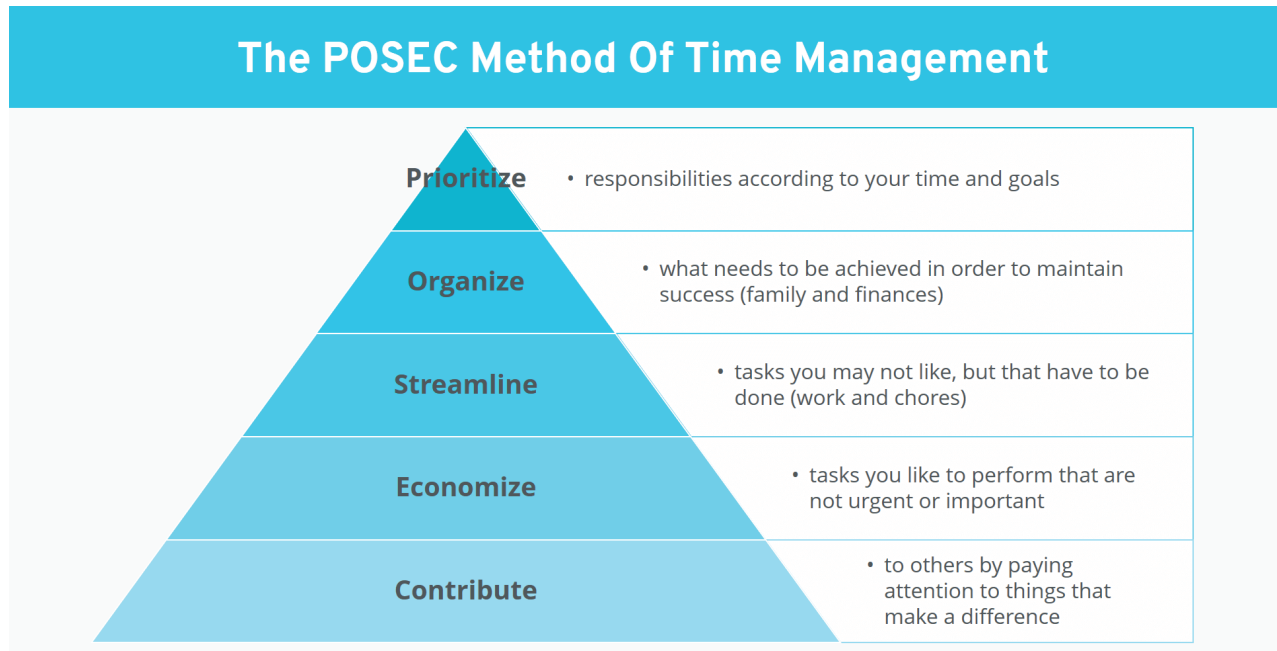 The POSEC Method Of Time Management
Prioritize
• responsibilities according to your time and goals
Organize
• what needs to be achieved in order to maintain
success (family and finances)
Streamline
• tasks you may not like, but that have to be
done (work and chores)
Economize
• tasks you like to perform that are
not urgent or important
Contribute
• to others by paying
attention to things that
make a difference